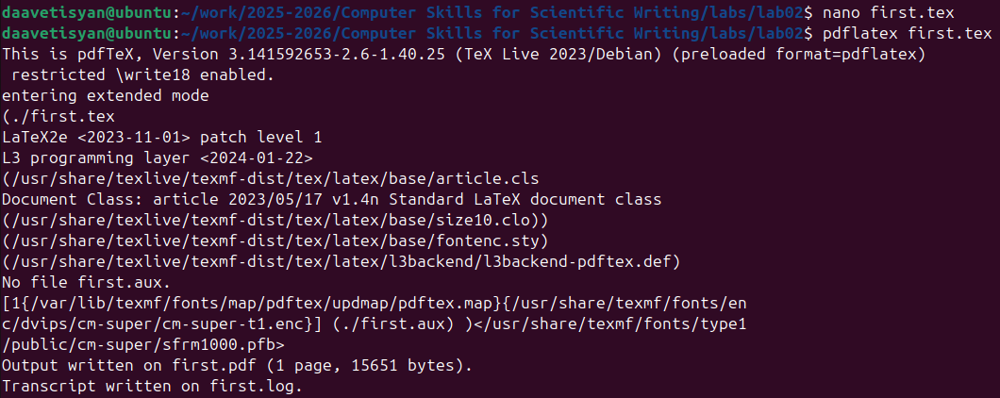 daavetisyan@ubuntu:~/work/2025-2026/Computer Skills for Scientific Writing/labs/lab02$ nano first.tex
daavetisyan@ubuntu:~/work/2025-2026/Computer Skills for Scientific Writing/labs/lab02$ pdflatex first.tex
This is pdfTeX, Version 3.141592653-2.6-1.40.25 (TeX Live 2023/Debian) (preloaded format=pdflatex)
 restricted \write18 enabled.
entering extended mode
(./first.tex
LaTeX2e <2023-11-01> patch level 1
L3 programming layer <2024-01-22>
(/usr/share/texlive/texmf-dist/tex/latex/base/article.cls
Document Class: article 2023/05/17 v1.4n Standard LaTeX document class
(/usr/share/texlive/texmf-dist/tex/latex/base/size10.clo))
(/usr/share/texlive/texmf-dist/tex/latex/base/fontenc.sty)
(/usr/share/texlive/texmf-dist/tex/latex/l3backend/l3backend-pdftex.def)
No file first.aux.
[1{/var/lib/texmf/fonts/map/pdftex/updmap/pdftex.map}{/usr/share/texmf/fonts/en
c/dvips/cm-super/cm-super-t1.enc}] (./first.aux) )</usr/share/texmf/fonts/type1
/public/cm-super/sfrm1000.pfb>
Output written on first.pdf (1 page, 15651 bytes).
Transcript written on first.log.